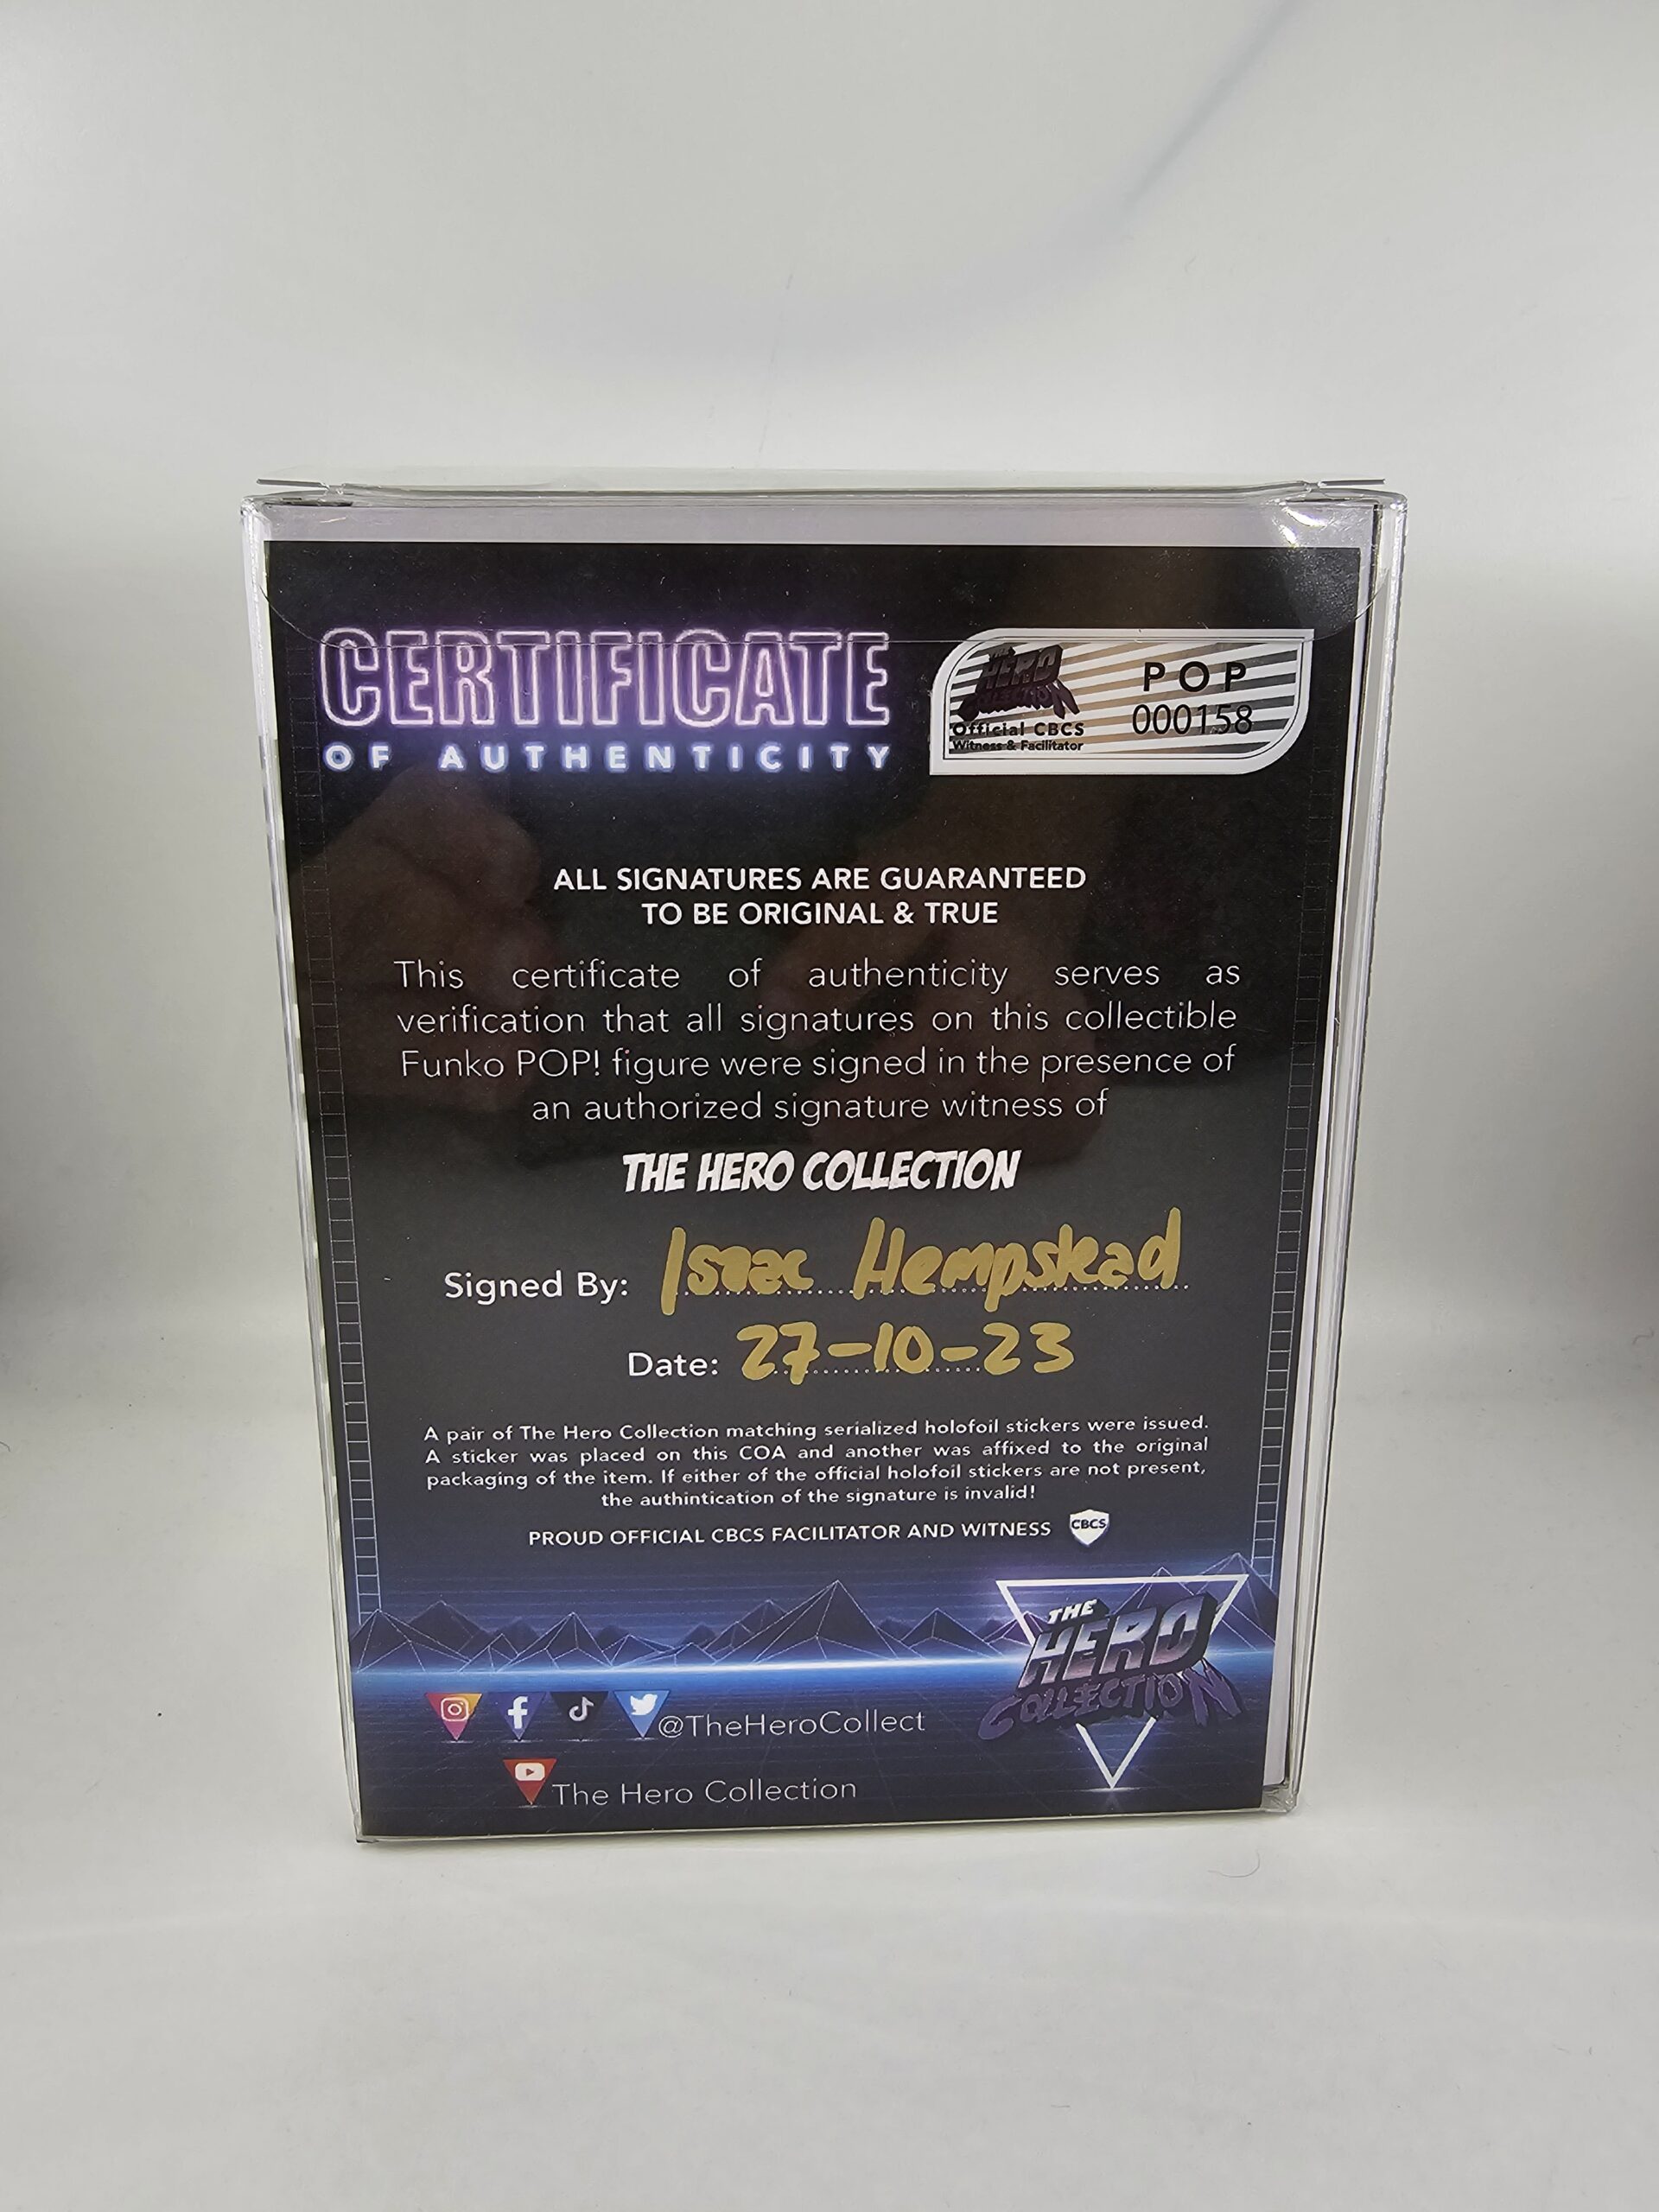 CERTIFICATE
OF AUTHENTICITY
THE HERO COLLECTION
Official CBCS
Witness & Facilitator
POP
000158
ALL SIGNATURES ARE GUARANTEED
TO BE ORIGINAL & TRUE
This certificate of authenticity serves as
verification that all signatures on this collectible
Funko POP! figure were signed in the presence of
an authorized signature witness of
THE HERO COLLECTION
Signed By: Isaac Hempstead
Date: 27-10-23
A pair of The Hero Collection matching serialized holofoil stickers were issued.
A sticker was placed on this COA and another was affixed to the original
packaging of the item. If either of the official holofoil stickers are not present,
the authintication of the signature is invalid!
PROUD OFFICIAL CBCS FACILITATOR AND WITNESS CBCS
THE
HERO
COLLECTION
@TheHeroCollect
The Hero Collection